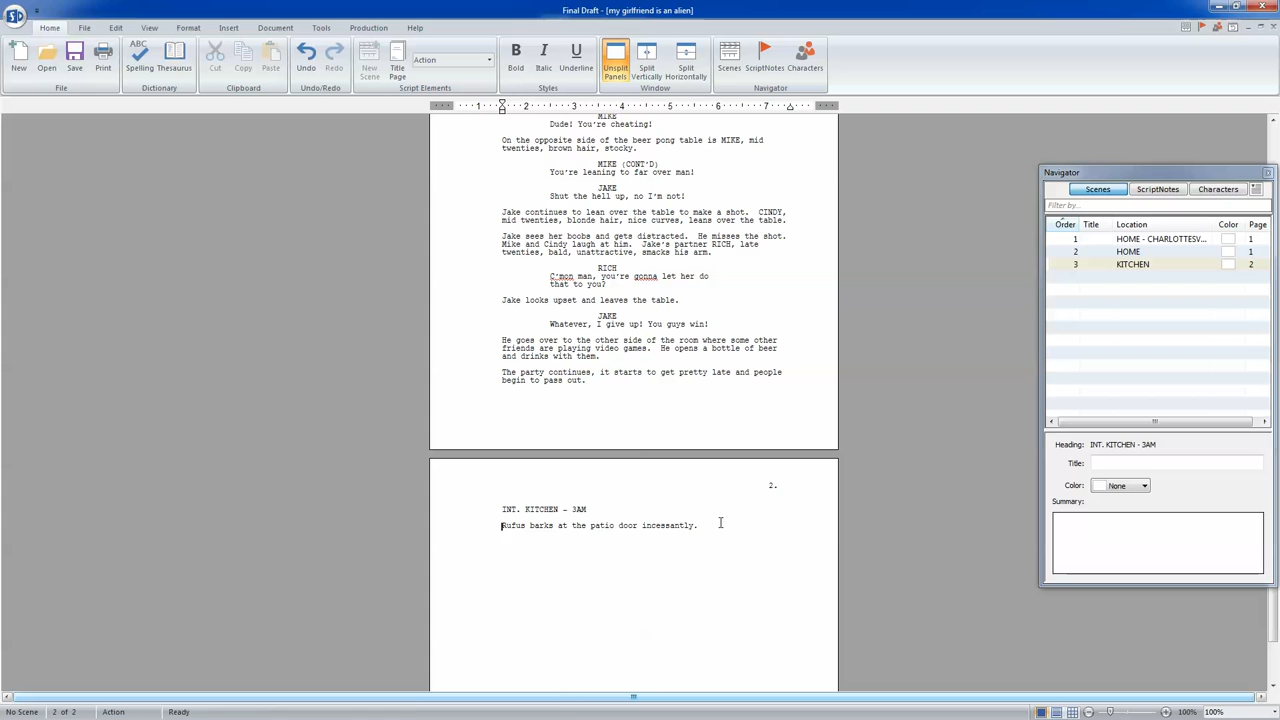 Final Draft - [my girlfriend is an alien]
Home File Edit View Format Insert Document Tools Production Help
New Open Save Print
File
ABC
Spelling Thesaurus
Dictionary
Cut Copy Paste
Clipboard
Undo Redo
Undo/Redo
New Scene
Title Page
Action
Script Elements
B I U
Bold Italic Underline
Styles
Unsplit Panels
Split Vertically
Split Horizontally
Window
Scenes ScriptNotes Characters
Navigator
1 2 3 4 5 6 7
MIKE
Dude! You're cheating!
On the opposite side of the beer pong table is MIKE, mid
twenties, brown hair, stocky.
MIKE (CONT'D)
You're leaning to far over man!
JAKE
Shut the hell up, no I'm not!
Jake continues to lean over the table to make a shot. CINDY,
mid twenties, blonde hair, nice curves, leans over the table.
Jake sees her boobs and gets distracted. He misses the shot.
Mike and Cindy laugh at him. Jake's partner RICH, late
twenties, bald, unattractive, smacks his arm.
RICH
C'mon man, you're gonna let her do
that to you?
Jake looks upset and leaves the table.
JAKE
Whatever, I give up! You guys win!
He goes over to the other side of the room where some other
friends are playing video games. He opens a bottle of beer
and drinks with them.
The party continues, it starts to get pretty late and people
begin to pass out.
2.
INT. KITCHEN - 3AM
Rufus barks at the patio door incessantly.
Navigator
Scenes ScriptNotes Characters
Filter by...
Order Title Location Color Page
1 HOME - CHARLOTTESV... 1
2 HOME 1
3 KITCHEN 2
Heading: INT. KITCHEN - 3AM
Title:
Color: None
Summary:
No Scene 2 of 2 Action Ready 100% 100%